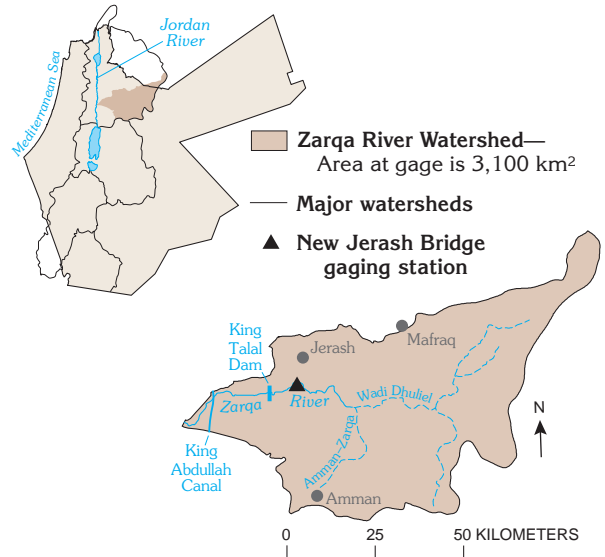 Jordan
River
Mediterranean Sea
Zarqa River Watershed—
Area at gage is 3,100 km²
Major watersheds
New Jerash Bridge
gaging station
King
Talal
Dam
Jerash
Mafraq
Zarqa
River
Wadi Dhuliel
Amman-Zarqa
King
Abdullah
Canal
Amman
N
0 25 50 KILOMETERS